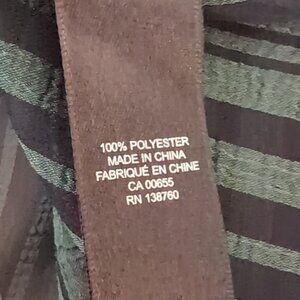 100% POLYESTER
MADE IN CHINA
FABRIQUÉ EN CHINE
CA 00655
RN 138760